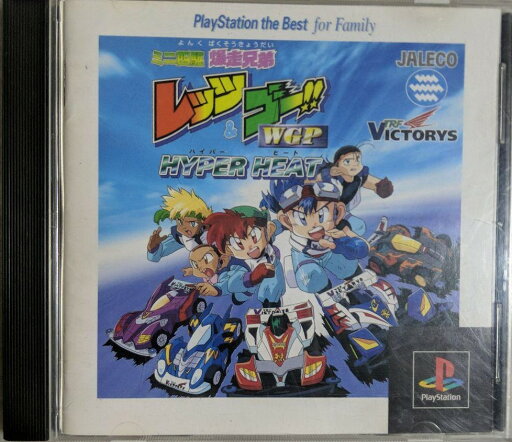 PlayStation the Best for Family
よんく ばくそうきょうだい
ミニ四駆 爆走兄弟
レッツ
&
ゴー!!
WGP
ハイパー ヒート
HYPER HEAT
JALECO
TRF
VICTORYS
PlayStation